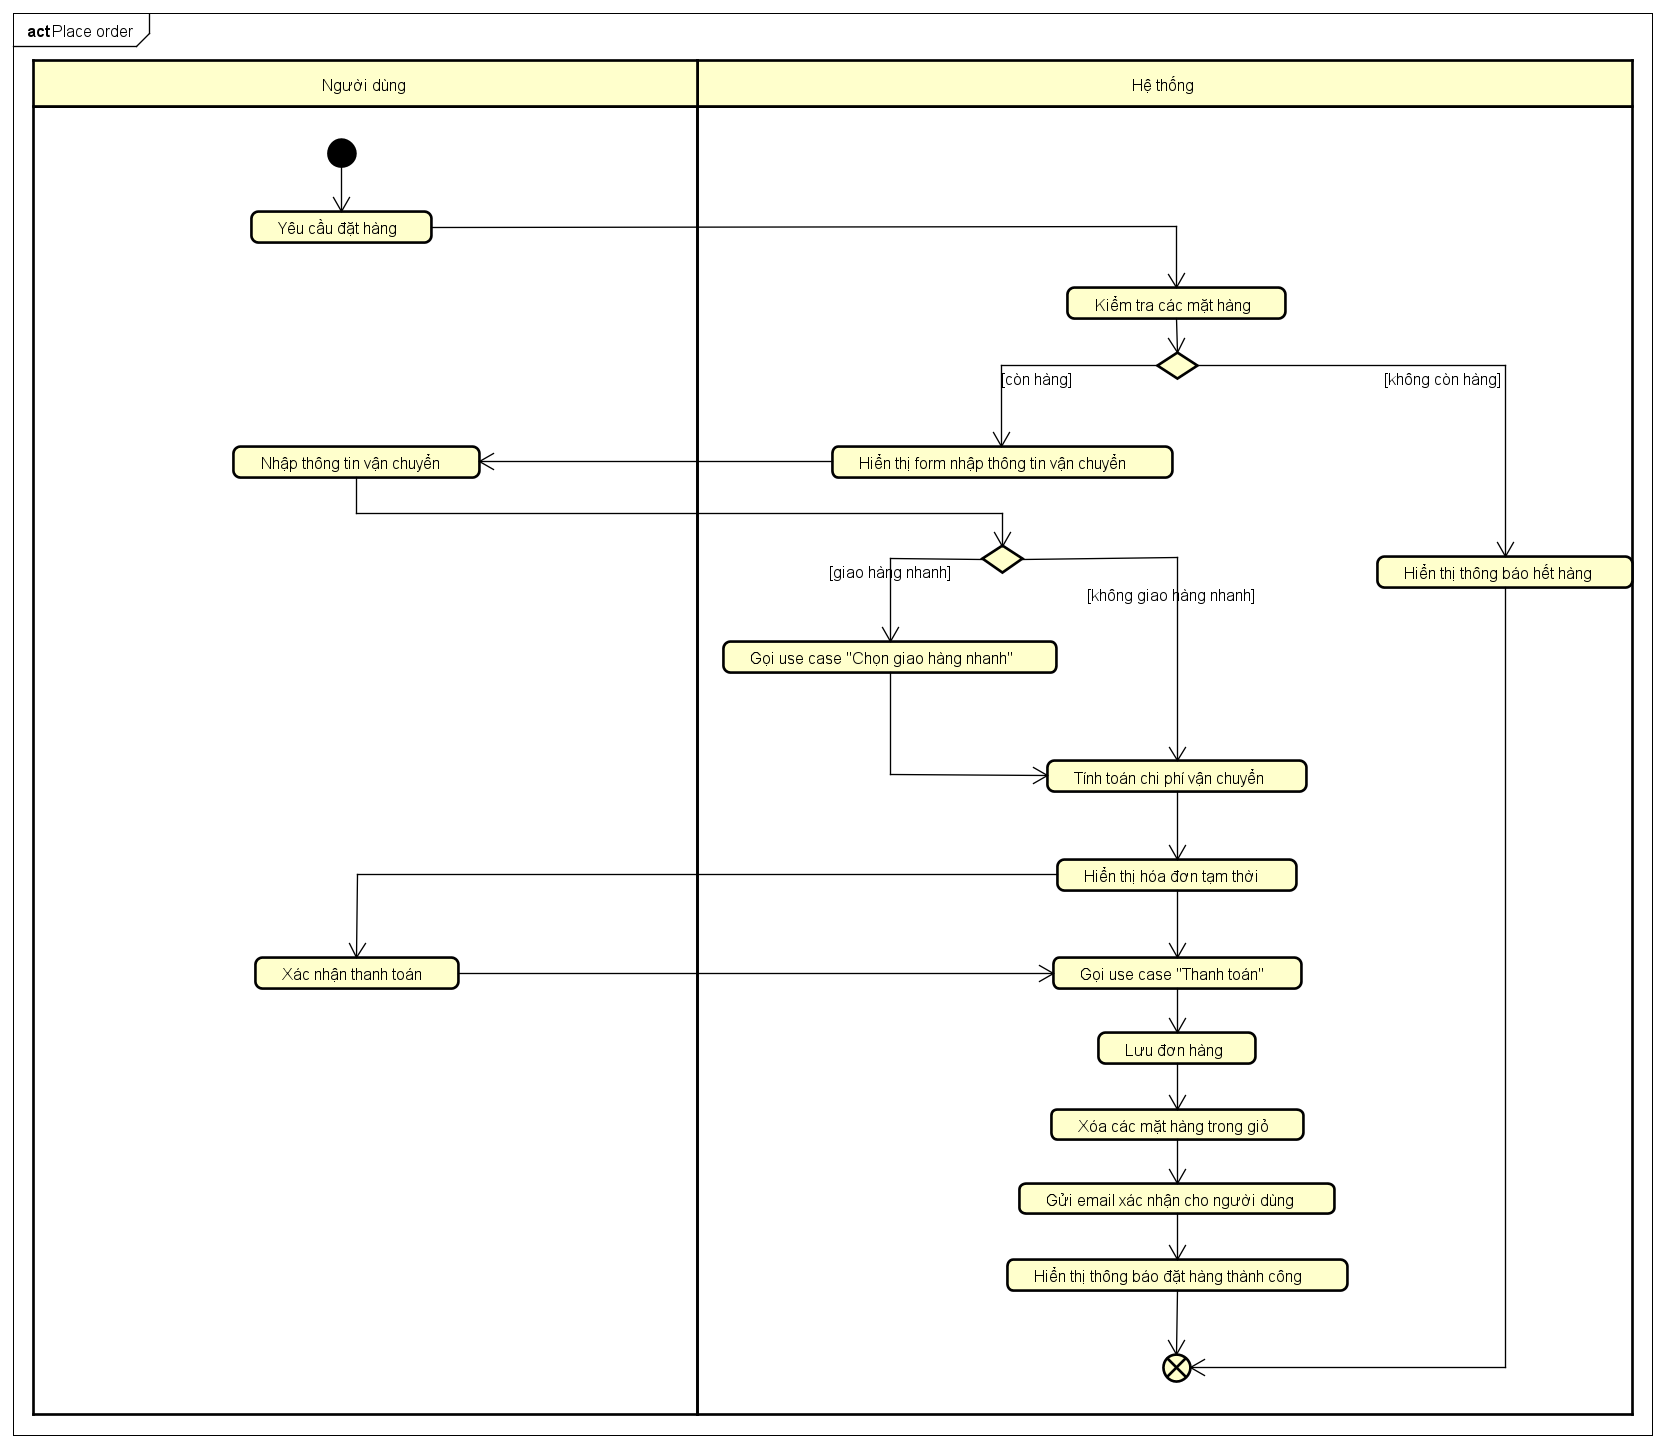 act Place order
Người dùng
Hệ thống
Yêu cầu đặt hàng
Kiểm tra các mặt hàng
[còn hàng]
[không còn hàng]
Nhập thông tin vận chuyển
Hiển thị form nhập thông tin vận chuyển
[giao hàng nhanh]
[không giao hàng nhanh]
Hiển thị thông báo hết hàng
Gọi use case "Chọn giao hàng nhanh"
Tính toán chi phí vận chuyển
Hiển thị hóa đơn tạm thời
Xác nhận thanh toán
Gọi use case "Thanh toán"
Lưu đơn hàng
Xóa các mặt hàng trong giỏ
Gửi email xác nhận cho người dùng
Hiển thị thông báo đặt hàng thành công